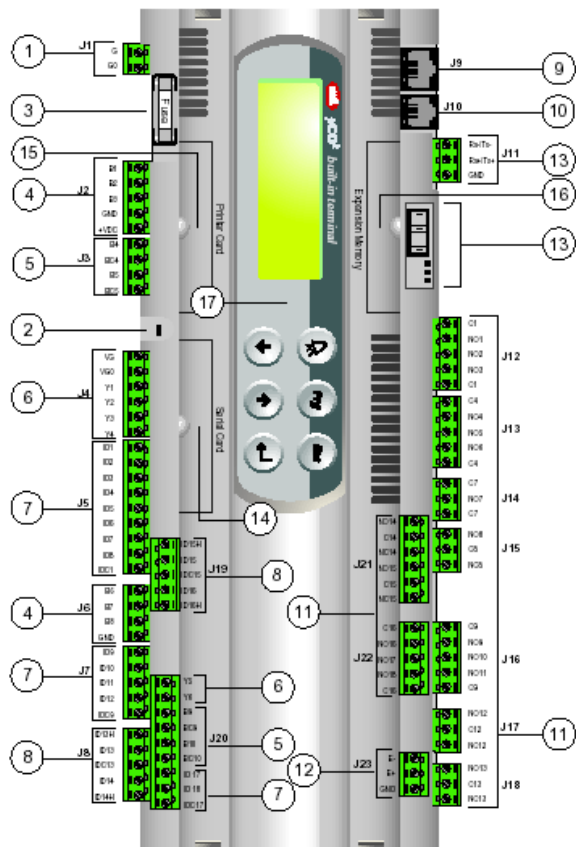 1
J1
G
G0
3
Fuse
15
4
J2
B1
B2
B3
GND
+VDC
5
J3
B4
BC4
B5
BC5
2
6
J4
VG
VG0
Y1
Y2
Y3
Y4
7
J5
ID1
ID2
ID3
ID4
ID5
ID6
ID7
ID8
IDC1
4
J6
B6
B7
B8
GND
7
J7
ID9
ID10
ID11
ID12
IDC9
8
J8
ID13H
ID13
IDC13
ID14
ID14H
J19
ID15H
ID15
IDC15
ID16
ID16H
8
J20
Y5
Y6
6
B9
BC9
B10
BC10
5
ID17
ID18
IDC17
7
Printer Card
Serial Card
14
pCO²
built-in terminal
17
Prg
Expansion Memory
J9
9
J10
10
J11
Rx-/Tx-
Rx+/Tx+
GND
13
16
13
J12
C1
NO1
NO2
NO3
C1
J13
C4
NO4
NO5
NO6
C4
J14
C7
NO7
C7
J15
NO8
C8
NC8
J21
C14
NO15
C15
NC15
11
J22
C16
NO16
NO17
NO18
C16
J16
C9
NO9
NO10
NO11
C9
J17
NO12
C12
NC12
11
J18
NO13
C13
NC13
12
J23
E-
E+
GND